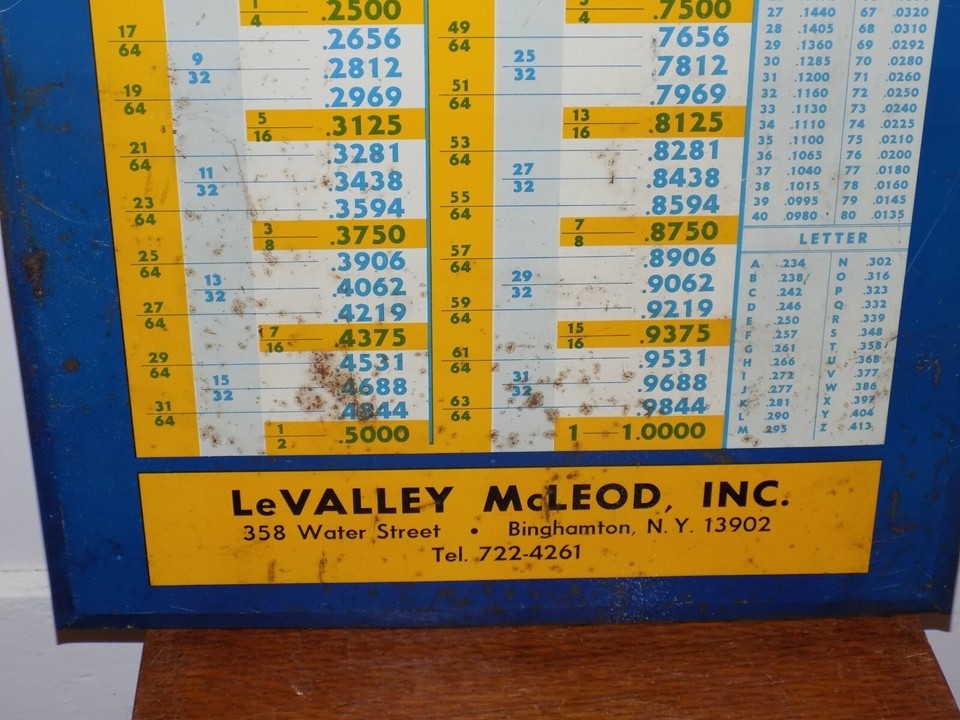 1/4 .2500
17/64 .2656
9/32 .2812
19/64 .2969
5/16 .3125
21/64 .3281
11/32 .3438
23/64 .3594
3/8 .3750
25/64 .3906
13/32 .4062
27/64 .4219
7/16 .4375
29/64 .4531
15/32 .4688
31/64 .4844
1/2 .5000
3/4 .7500
49/64 .7656
25/32 .7812
51/64 .7969
13/16 .8125
53/64 .8281
27/32 .8438
55/64 .8594
7/8 .8750
57/64 .8906
29/32 .9062
59/64 .9219
15/16 .9375
61/64 .9531
31/32 .9688
63/64 .9844
1 1.0000
27 .1440 67 .0320
28 .1405 68 .0310
29 .1360 69 .0292
30 .1285 70 .0280
31 .1200 71 .0260
32 .1160 72 .0250
33 .1130 73 .0240
34 .1110 74 .0225
35 .1100 75 .0210
36 .1065 76 .0200
37 .1040 77 .0180
38 .1015 78 .0160
39 .0995 79 .0145
40 .0980 80 .0135
LETTER
A .234 N .302
B .238 O .316
C .242 P .323
D .246 Q .332
E .250 R .339
F .257 S .348
G .261 T .358
H .266 U .368
I .272 V .377
J .277 W .386
K .281 X .397
L .290 Y .404
M .295 Z .413
LeVALLEY McLEOD, INC.
358 Water Street • Binghamton, N. Y. 13902
Tel. 722-4261